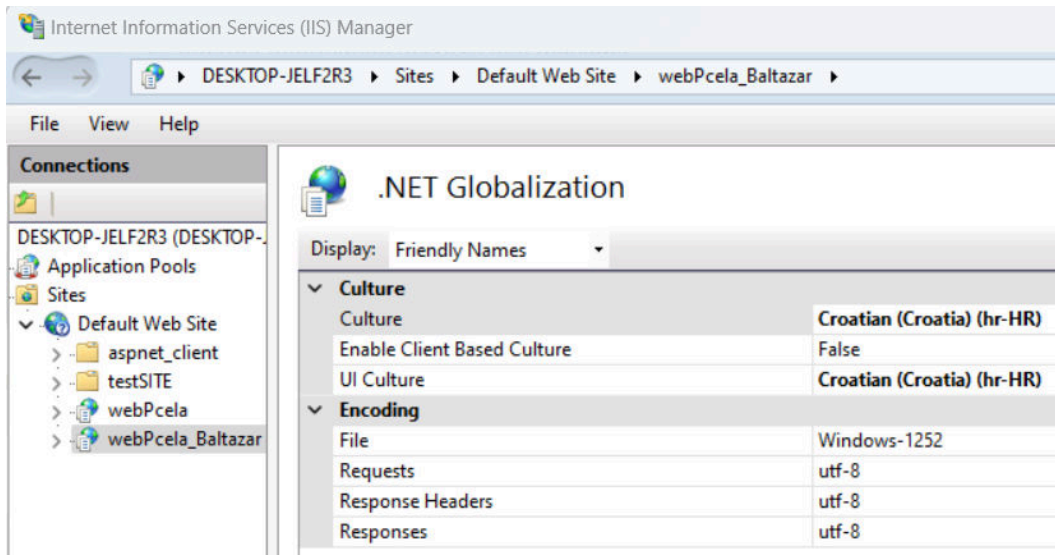 Internet Information Services (IIS) Manager
DESKTOP-JELF2R3 Sites Default Web Site webPcela_Baltazar
File View Help
Connections
DESKTOP-JELF2R3 (DESKTOP-J
Application Pools
Sites
Default Web Site
aspnet_client
testSITE
webPcela
webPcela_Baltazar
.NET Globalization
Display: Friendly Names
Culture
Culture Croatian (Croatia) (hr-HR)
Enable Client Based Culture False
UI Culture Croatian (Croatia) (hr-HR)
Encoding
File Windows-1252
Requests utf-8
Response Headers utf-8
Responses utf-8